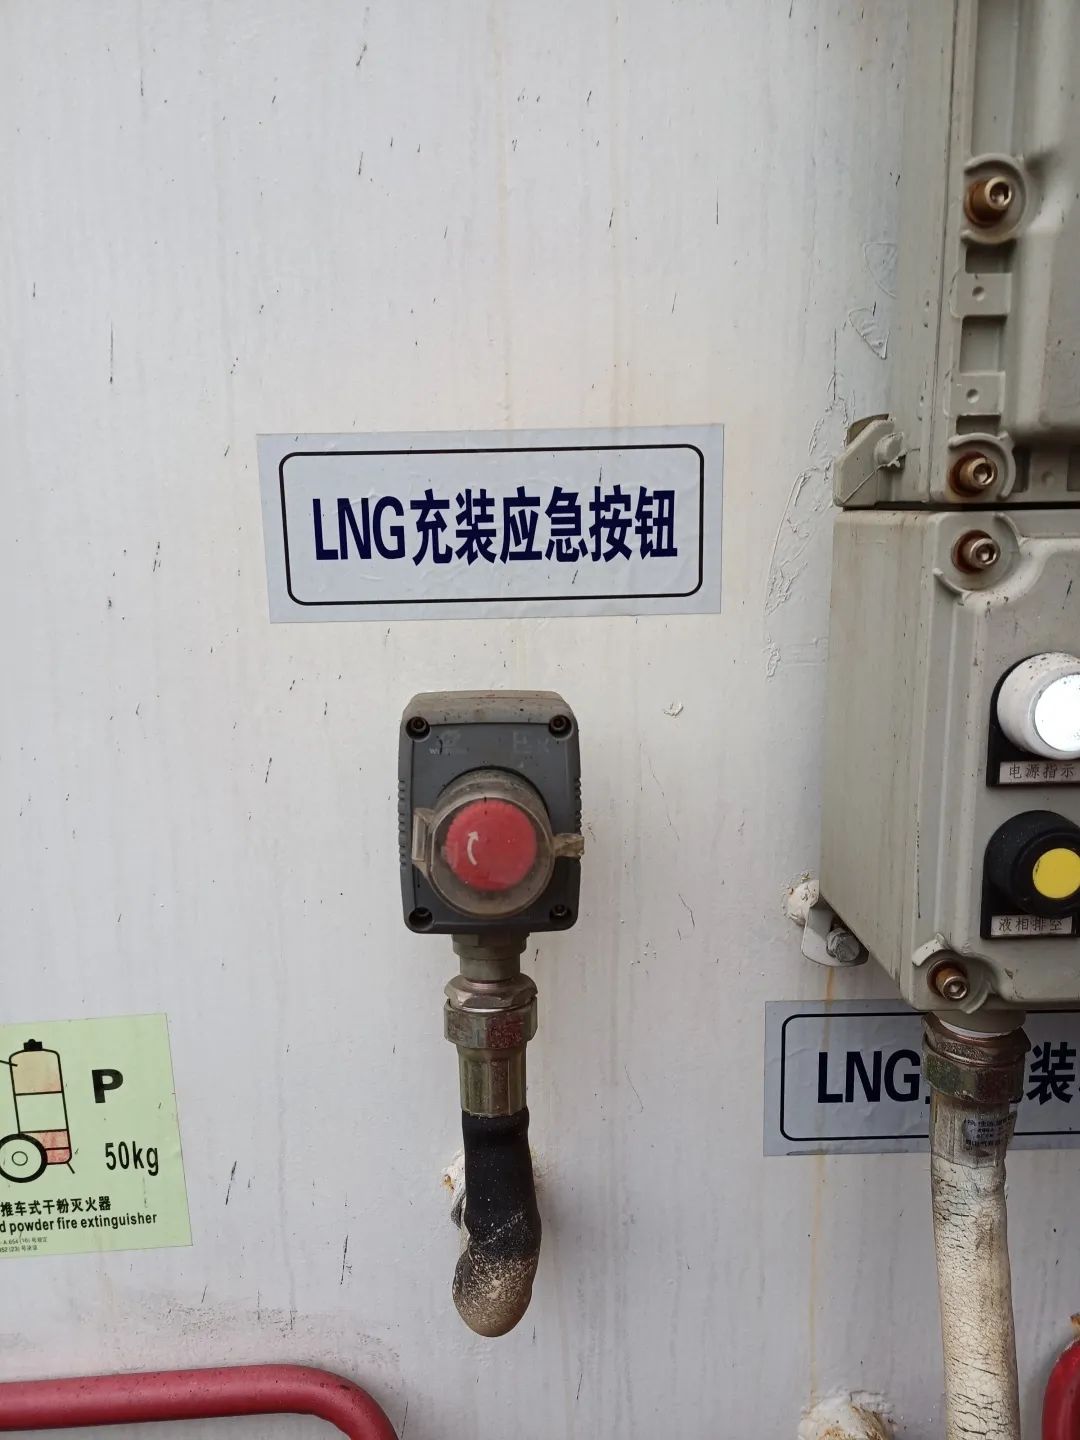 LNG充装应急按钮
电源指示
液相排空
LNG
装
P
50kg
推车式干粉灭火器
d powder fire extinguisher